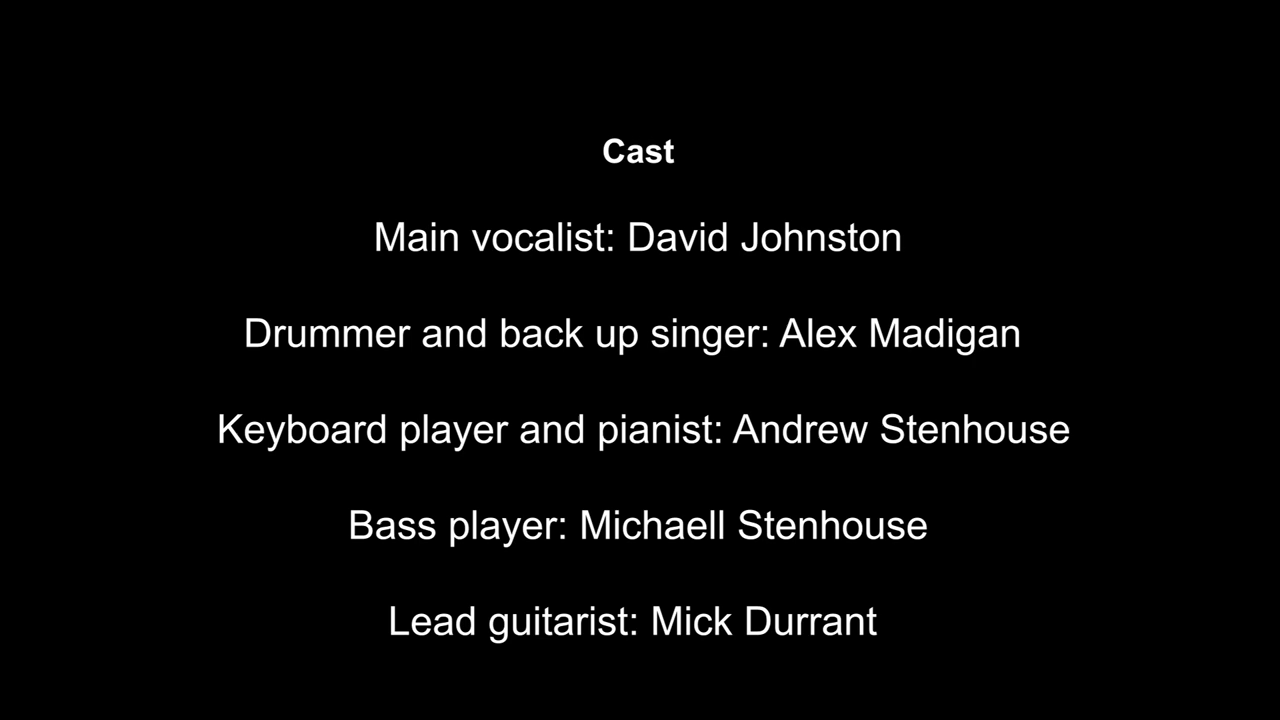 Cast
Main vocalist: David Johnston
Drummer and back up singer: Alex Madigan
Keyboard player and pianist: Andrew Stenhouse
Bass player: Michaell Stenhouse
Lead guitarist: Mick Durrant